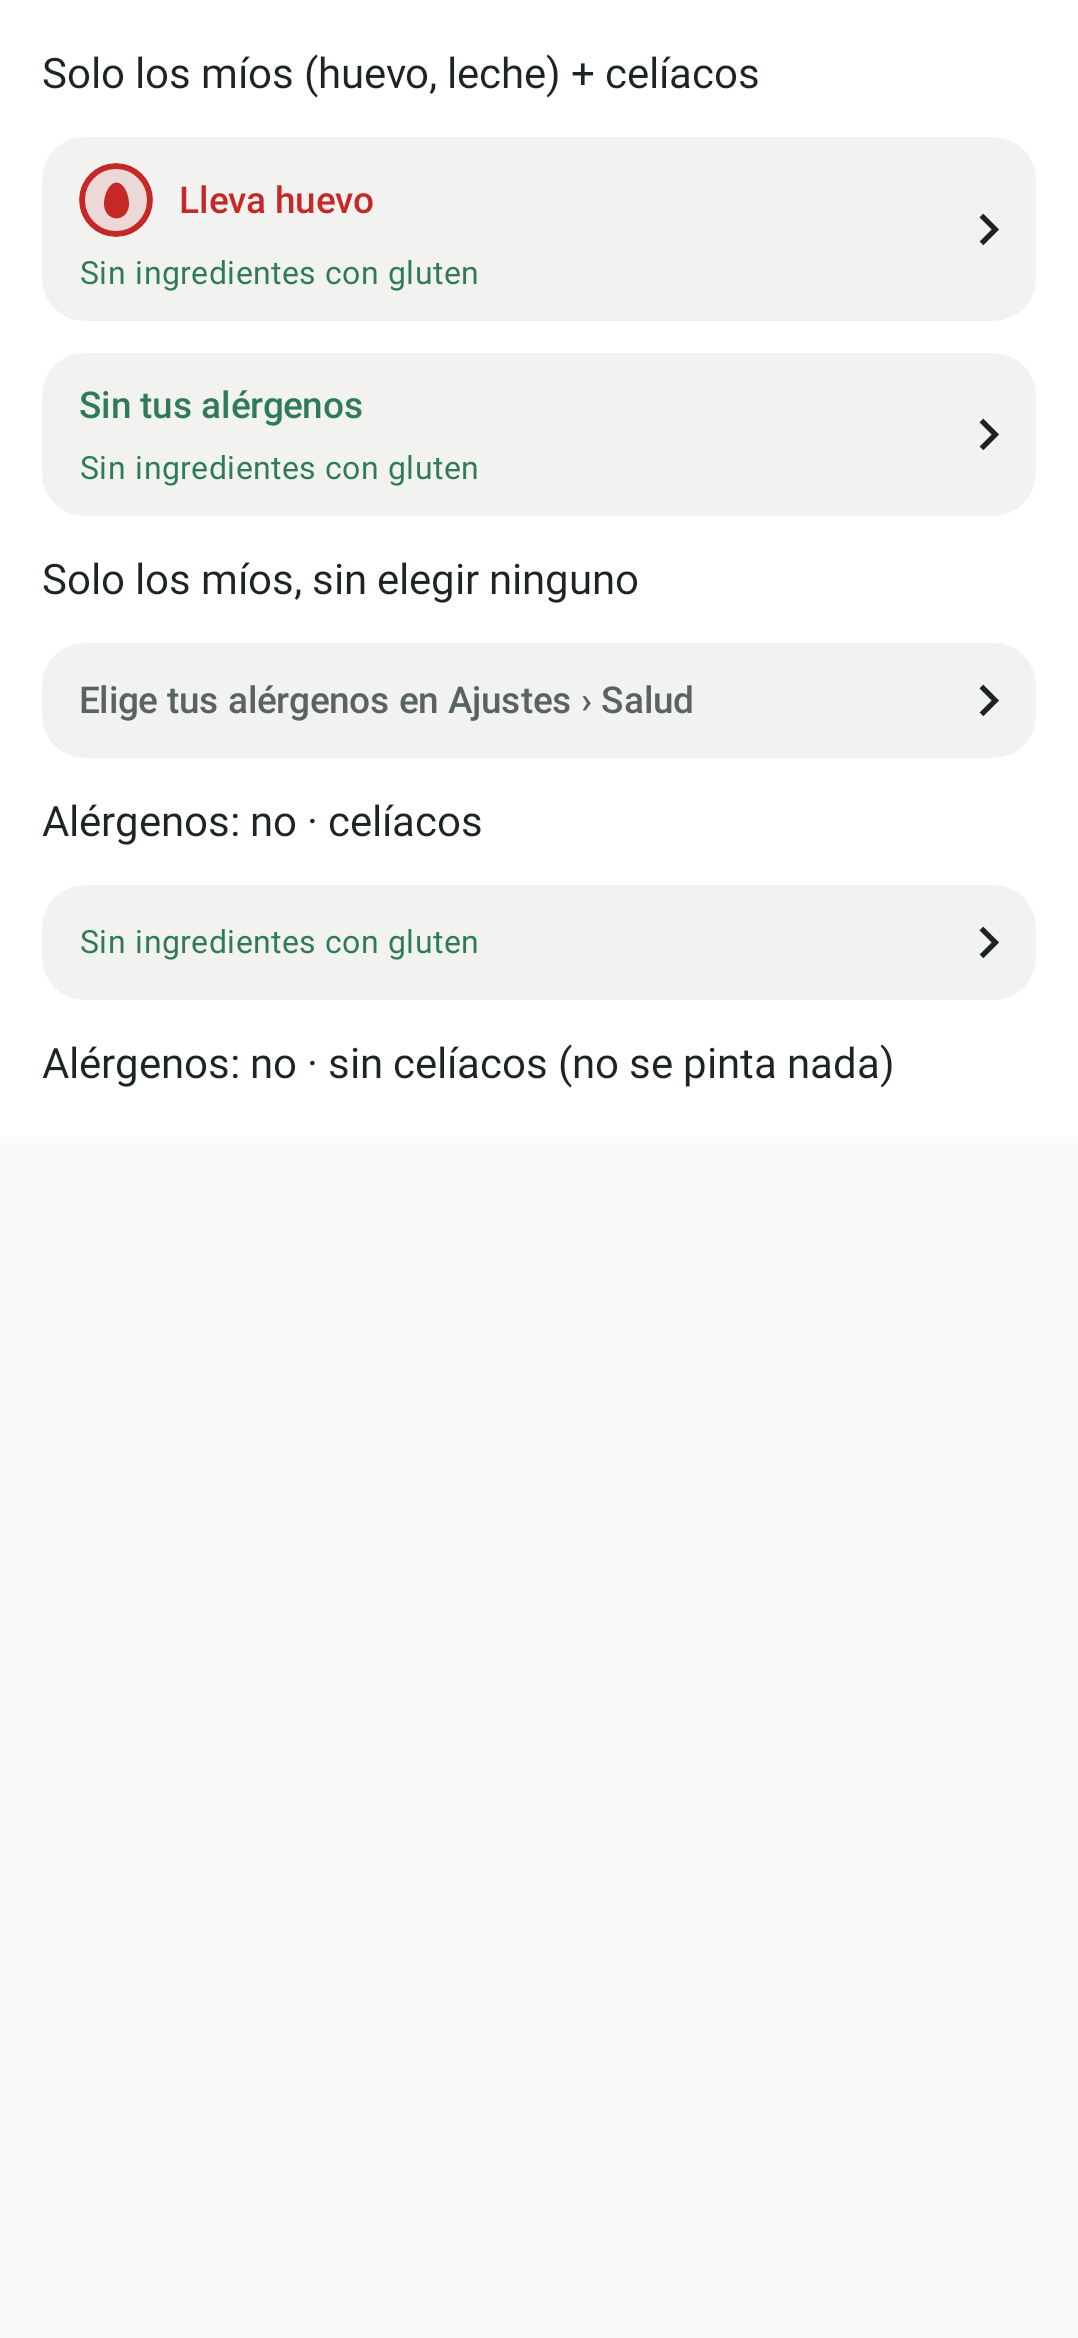 Solo los míos (huevo, leche) + celíacos
Lleva huevo
Sin ingredientes con gluten
Sin tus alérgenos
Sin ingredientes con gluten
Solo los míos, sin elegir ninguno
Elige tus alérgenos en Ajustes › Salud
Alérgenos: no · celíacos
Sin ingredientes con gluten
Alérgenos: no · sin celíacos (no se pinta nada)